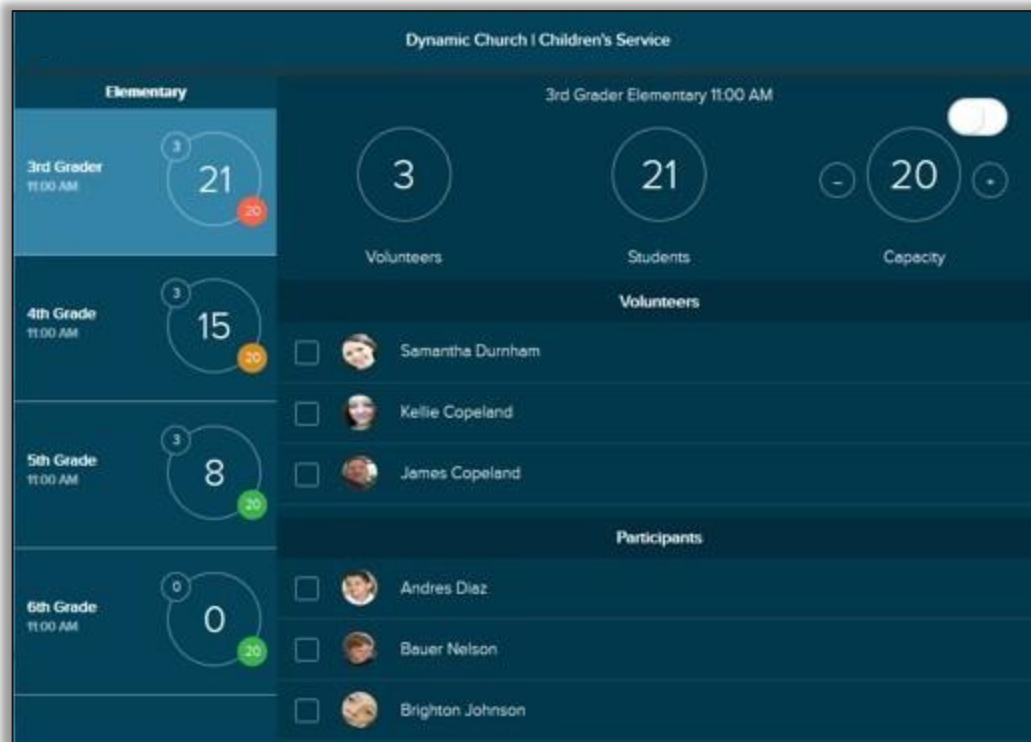 Dynamic Church | Children's Service
Elementary
3rd Grader
11:00 AM
3
21
20
4th Grade
11:00 AM
3
15
20
5th Grade
11:00 AM
3
8
20
6th Grade
11:00 AM
0
0
20
3rd Grader Elementary 11:00 AM
3
21
-
20
+
Volunteers
Students
Capacity
Volunteers
Samantha Durnham
Kellie Copeland
James Copeland
Participants
Andres Diaz
Bauer Nelson
Brighton Johnson